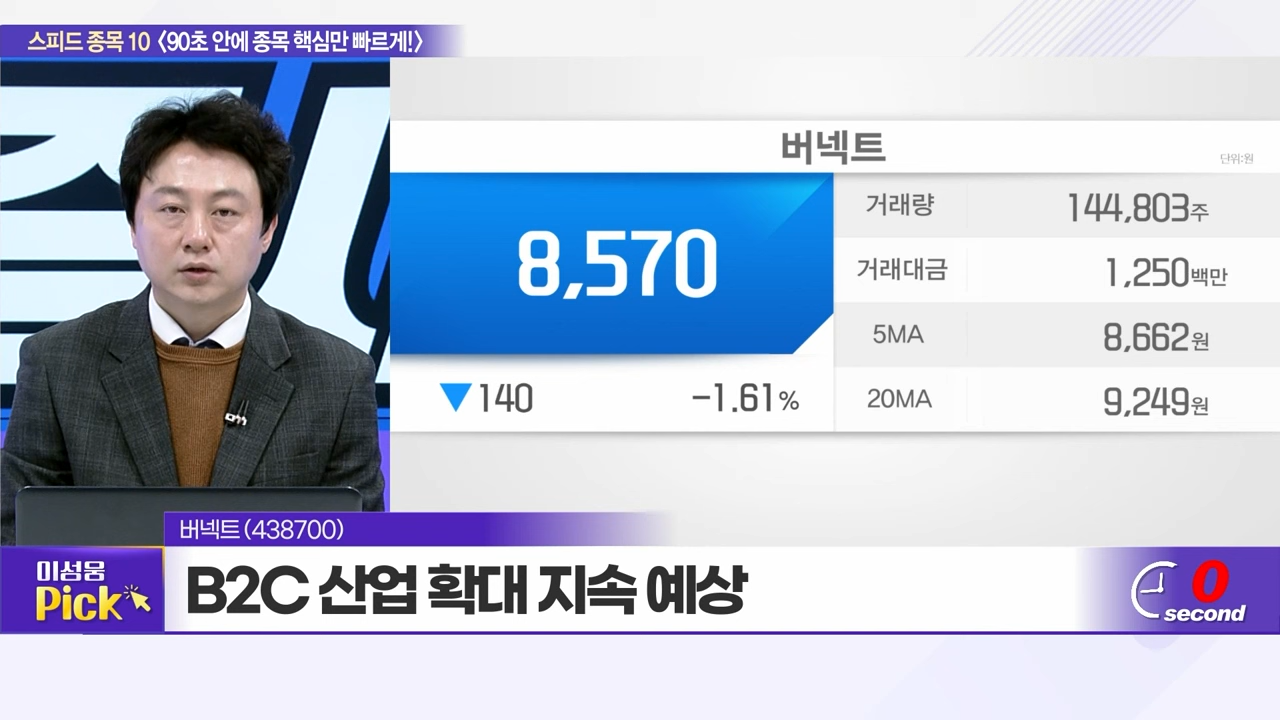 스피드 종목 10 〈90초 안에 종목 핵심만 빠르게!〉
버넥트
단위:원
8,570
▼140 -1.61%
거래량 144,803주
거래대금 1,250백만
5MA 8,662원
20MA 9,249원
버넥트(438700)
이성웅
Pick
B2C 산업 확대 지속 예상
0
second